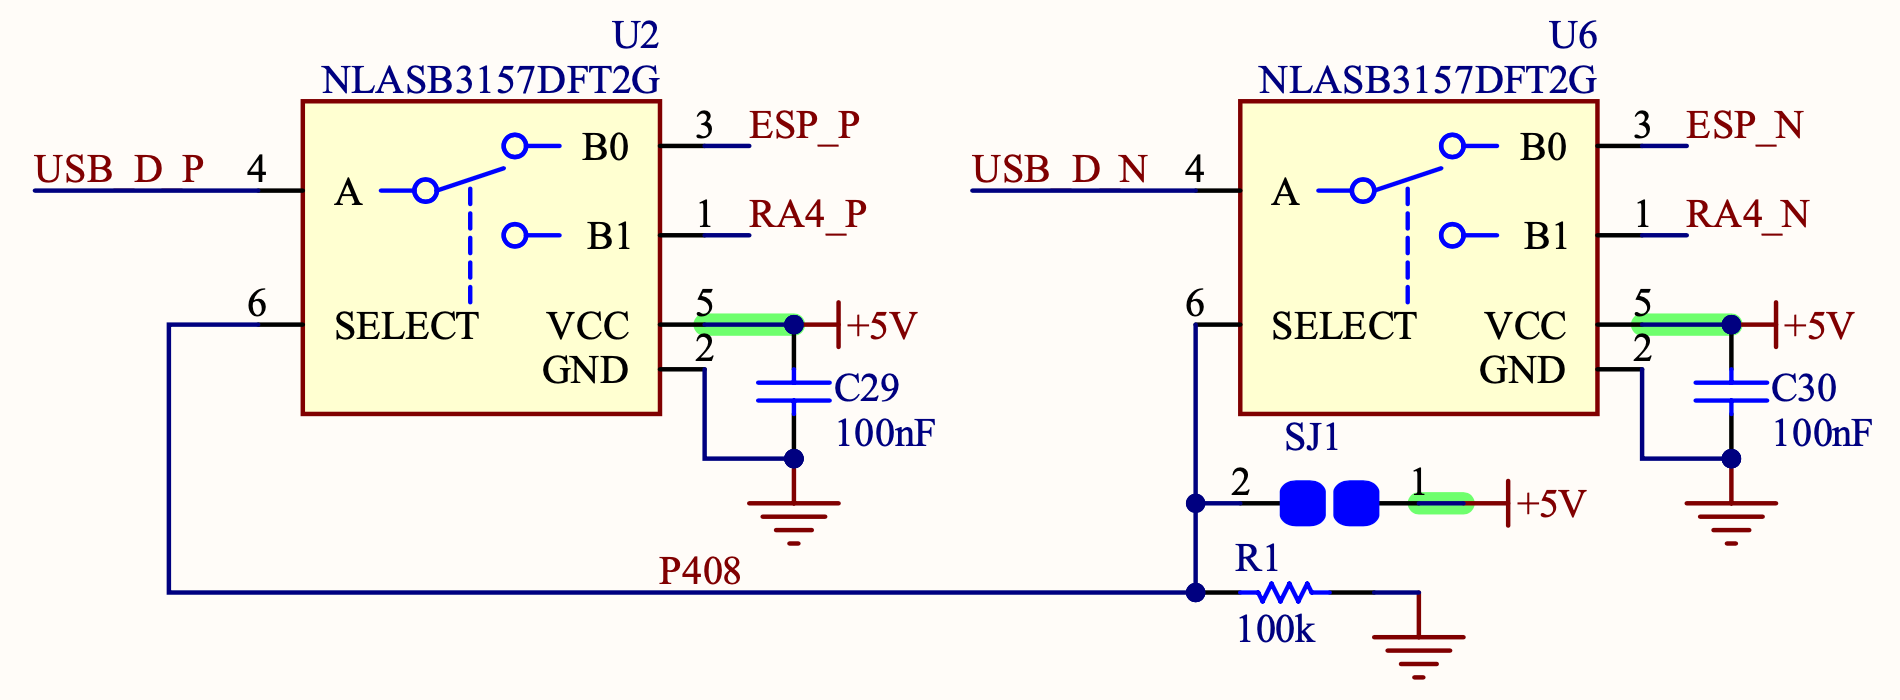 U2
NLASB3157DFT2G
USB_D_P
4
A
B0
3
ESP_P
B1
1
RA4_P
6
SELECT
VCC
5
+5V
GND
2
C29
100nF
U6
NLASB3157DFT2G
USB_D_N
4
A
B0
3
ESP_N
B1
1
RA4_N
6
SELECT
VCC
5
+5V
GND
2
C30
100nF
SJ1
2
1
+5V
P408
R1
100k